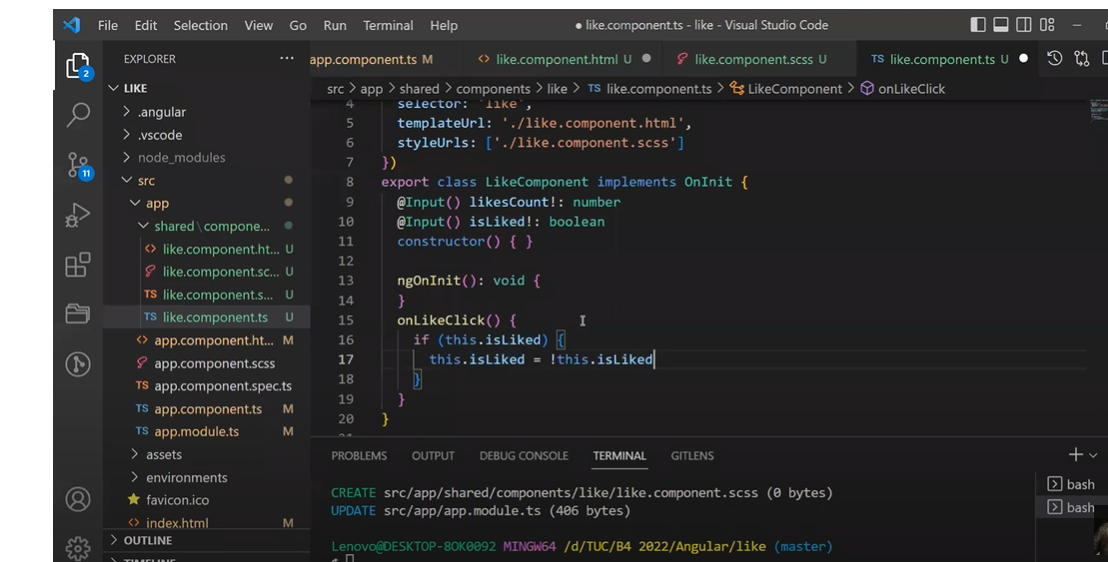 File Edit Selection View Go Run Terminal Help
● like.component.ts - like - Visual Studio Code
EXPLORER ...
2
11
LIKE
.angular
.vscode
node_modules
src
app
shared\compone...
like.component.ht... U
like.component.sc... U
TS like.component.s... U
TS like.component.ts U
app.component.ht... M
app.component.scss
TS app.component.spec.ts
TS app.component.ts M
TS app.module.ts M
assets
environments
favicon.ico
index.html M
OUTLINE
TIMELINE
app.component.ts M
like.component.html U
like.component.scss U
TS like.component.ts U
src > app > shared > components > like > TS like.component.ts > LikeComponent > onLikeClick
4 selector: 'like',
5 templateUrl: './like.component.html',
6 styleUrls: ['./like.component.scss']
7 })
8 export class LikeComponent implements OnInit {
9 @Input() likesCount!: number
10 @Input() isLiked!: boolean
11 constructor() { }
12
13 ngOnInit(): void {
14 }
15 onLikeClick() {
16 if (this.isLiked) {
17 this.isLiked = !this.isLiked
18 }
19 }
20 }
21
PROBLEMS OUTPUT DEBUG CONSOLE TERMINAL GITLENS
CREATE src/app/shared/components/like/like.component.scss (0 bytes)
UPDATE src/app/app.module.ts (406 bytes)
Lenovo@DESKTOP-8OK0092 MINGW64 /d/TUC/B4 2022/Angular/like (master)
$
bash
bash